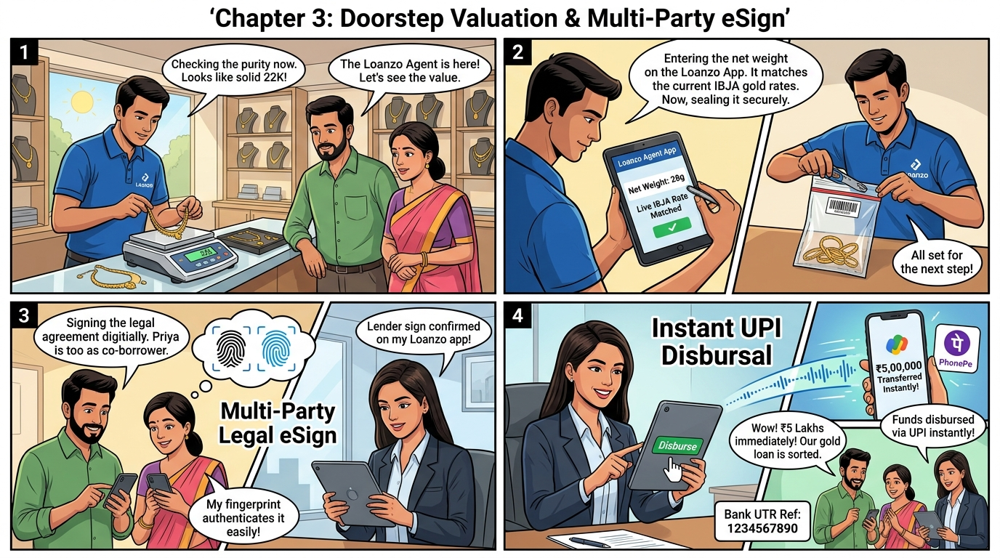 ‘Chapter 3: Doorstep Valuation & Multi-Party eSign’
1
Checking the purity now.
Looks like solid 22K!
The Loanzo Agent is here!
Let's see the value.
2
Entering the net weight
on the Loanzo App. It matches
the current IBJA gold rates.
Now, sealing it securely.
Loanzo Agent App
Net Weight: 28g
Live IBJA Rate
Matched
All set for
the next step!
3
Signing the legal
agreement digitially. Priya
is too as co-borrower.
Lender sign confirmed
on my Loanzo app!
Multi-Party
Legal eSign
My fingerprint
authenticates it
easily!
4
Instant UPI
Disbursal
Disburse
₹5,00,000
Transferred
Instantly!
पे
PhonePe
Wow! ₹5 Lakhs
immediately! Our gold
loan is sorted.
Funds disbursed
via UPI instantly!
Bank UTR Ref:
1234567890